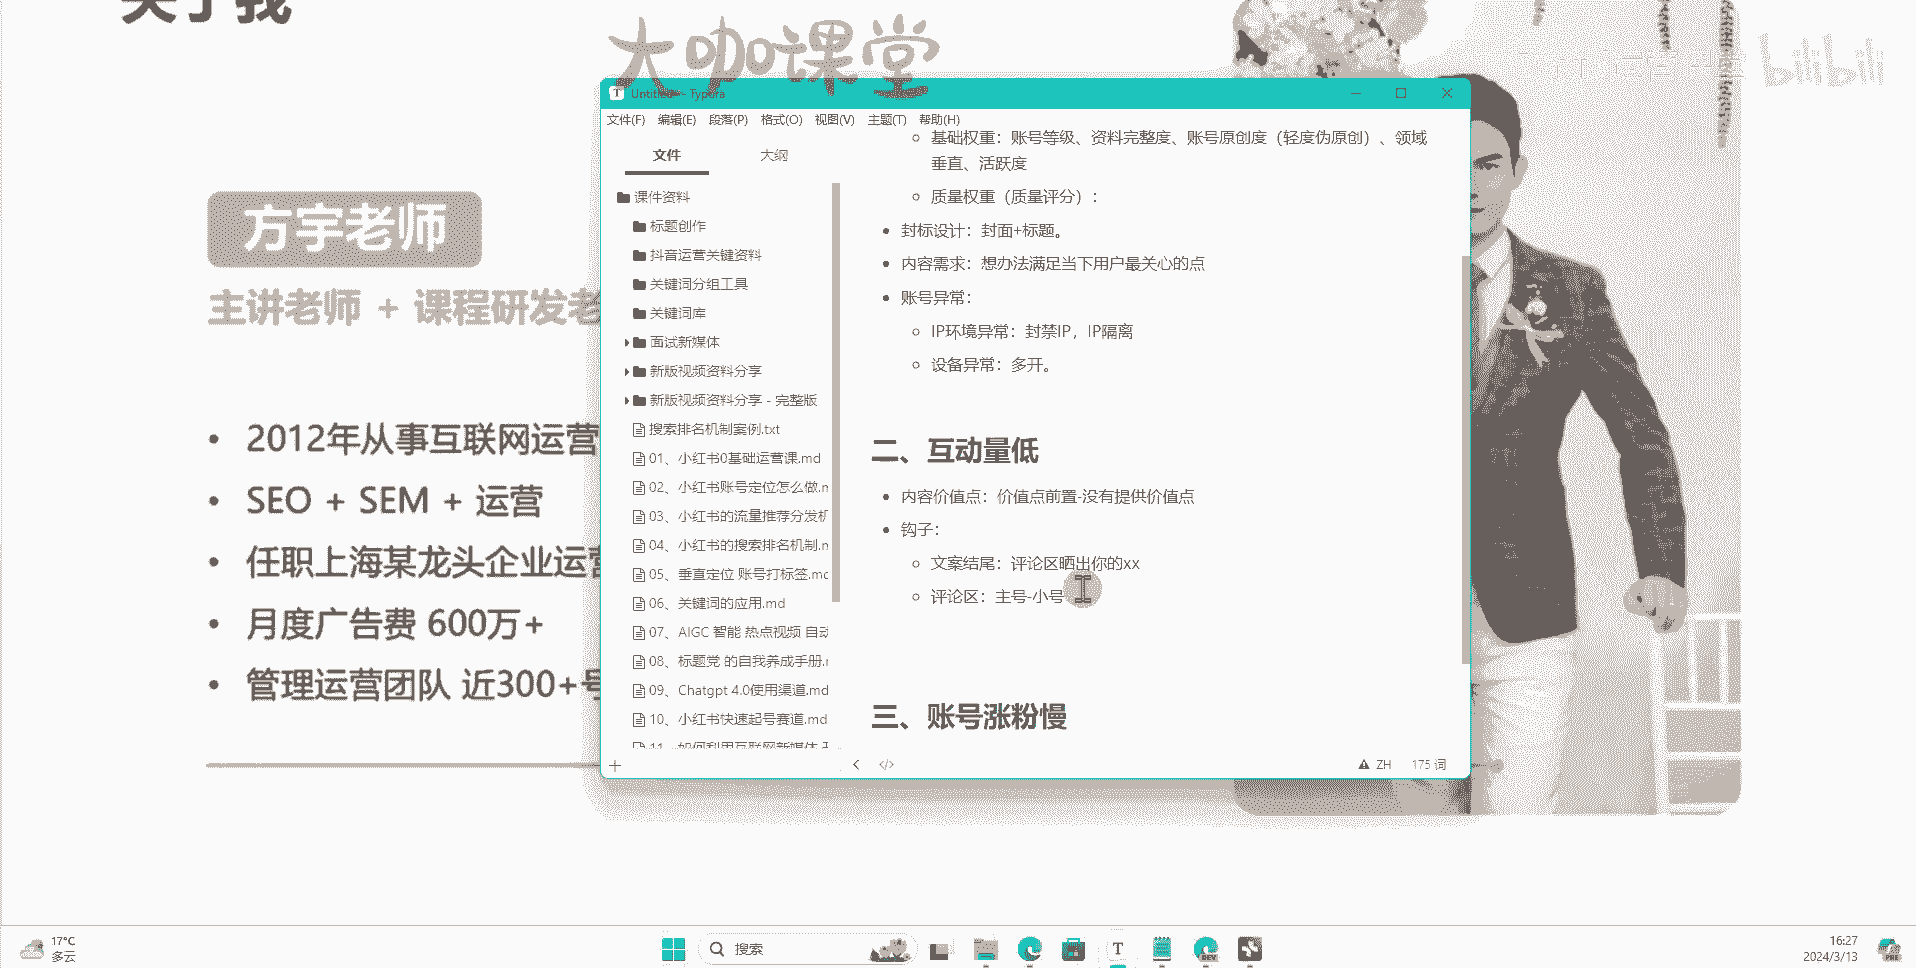 关于我
大咖课堂
bilibili
方宇老师
主讲老师 + 课程研发老
• 2012年从事互联网运营
• SEO + SEM + 运营
• 任职上海某龙头企业运营
• 月度广告费 600万+
• 管理运营团队 近300+号
Untitled - Typora
文件(F) 编辑(E) 段落(P) 格式(O) 视图(V) 主题(T) 帮助(H)
文件 大纲
课件资料
标题创作
抖音运营关键资料
关键词分组工具
关键词库
面试新媒体
新版视频资料分享
新版视频资料分享 - 完整版
搜索排名机制案例.txt
01、小红书0基础运营课.md
02、小红书账号定位怎么做.m
03、小红书的流量推荐分发机
04、小红书的搜索排名机制.m
05、垂直定位 账号打标签.md
06、关键词的应用.md
07、AIGC 智能 热点视频 自动
08、标题党 的自我养成手册.m
09、Chatgpt 4.0使用渠道.md
10、小红书快速起号赛道.md
11、如何利用互联网新媒体
基础权重：账号等级、资料完整度、账号原创度（轻度伪原创）、领域
垂直、活跃度
质量权重（质量评分）：
• 封标设计：封面+标题。
• 内容需求：想办法满足当下用户最关心的点
• 账号异常：
IP环境异常：封禁IP，IP隔离
设备异常：多开。
二、互动量低
• 内容价值点：价值点前置-没有提供价值点
• 钩子：
文案结尾：评论区晒出你的xx
评论区：主号-小号
三、账号涨粉慢
ZH 175 词
17°C
多云
搜索
16:27
2024/3/13